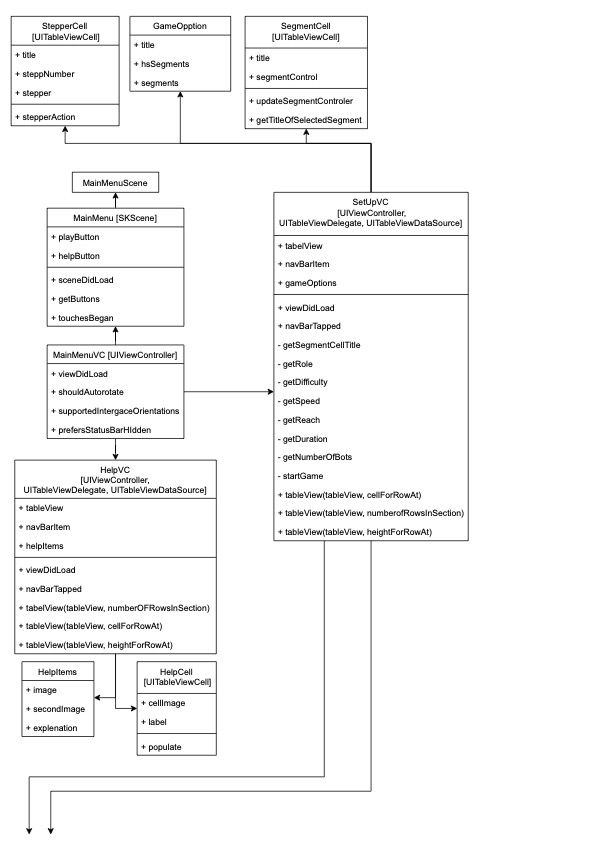 StepperCell
[UITableViewCell]
+ title
+ steppNumber
+ stepper
+ stepperAction
GameOpption
+ title
+ hsSegments
+ segments
SegmentCell
[UITableViewCell]
+ title
+ segmentControl
+ updateSegmentControler
+ getTitleOfSelectedSegment
MainMenuScene
MainMenu [SKScene]
+ playButton
+ helpButton
+ sceneDidLoad
+ getButtons
+ touchesBegan
MainMenuVC [UIViewController]
+ viewDidLoad
+ shouldAutorotate
+ supportedIntergaceOrientations
+ prefersStatusBarHIdden
SetUpVC
[UIViewController,
UITableViewDelegate, UITableViewDataSource]
+ tabelView
+ navBarItem
+ gameOptions
+ viewDidLoad
+ navBarTapped
- getSegmentCellTitle
- getRole
- getDifficulty
- getSpeed
- getReach
- getDuration
- getNumberOfBots
- startGame
+ tableView(tableView, cellForRowAt)
+ tableView(tableView, numberofRowsInSection)
+ tableView(tableView, heightForRowAt)
HelpVC
[UIViewController,
UITableViewDelegate, UITableViewDataSource]
+ tableView
+ navBarItem
+ helpItems
+ viewDidLoad
+ navBarTapped
+ tabelView(tableView, numberOFRowsInSection)
+ tableView(tableView, cellForRowAt)
+ tableView(tableView, heightForRowAt)
HelpItems
+ image
+ secondImage
+ explenation
HelpCell
[UITableViewCell]
+ cellImage
+ label
+ populate